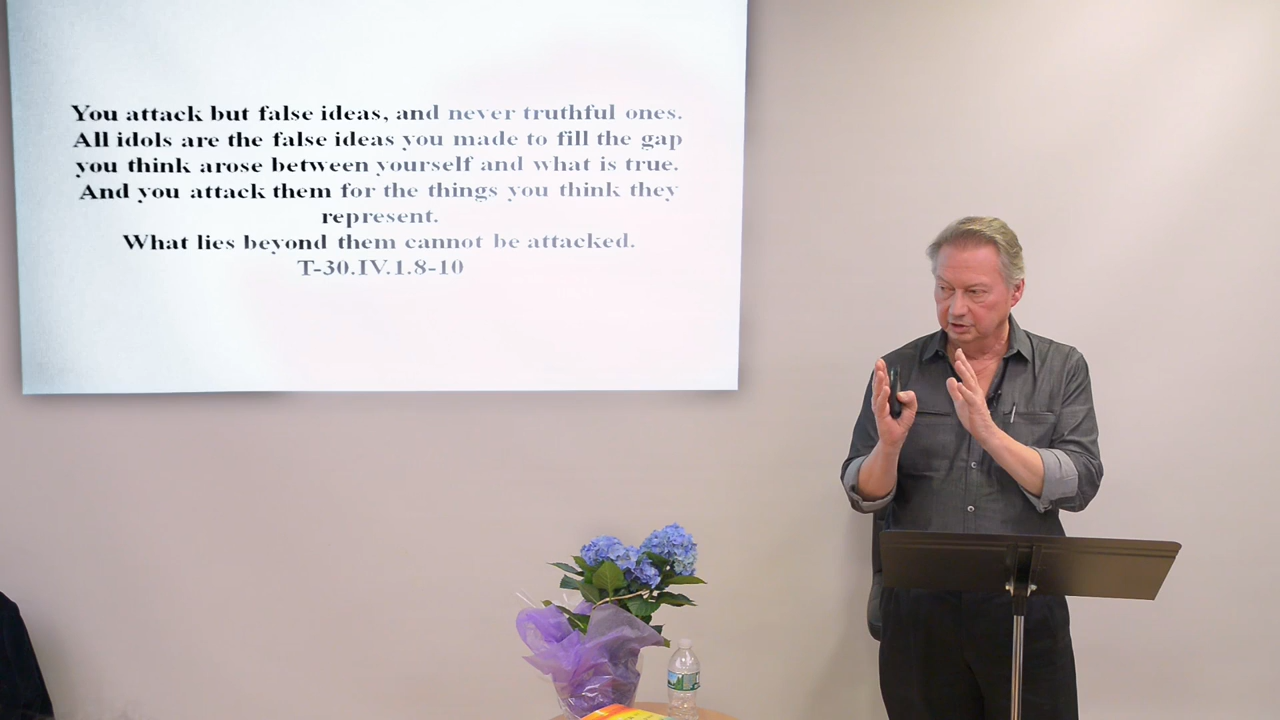 You attack but false ideas, and never truthful ones.
All idols are the false ideas you made to fill the gap
you think arose between yourself and what is true.
And you attack them for the things you think they
represent.
What lies beyond them cannot be attacked.
T-30.IV.1.8-10